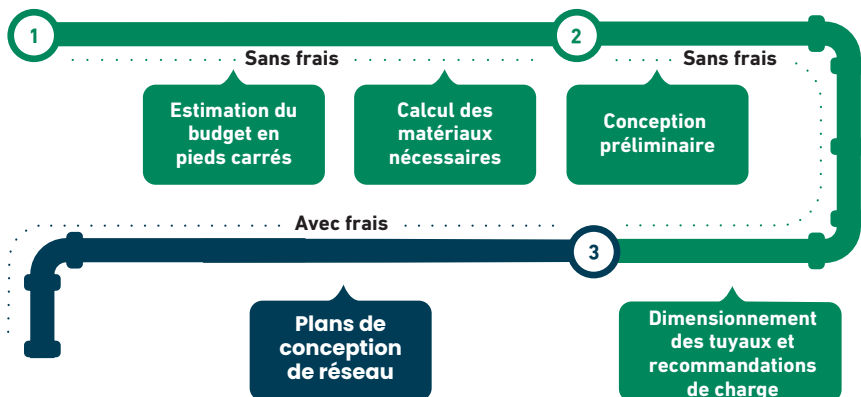 1
2
Sans frais
Sans frais
Estimation du
budget en
pieds carrés
Calcul des
matériaux
nécessaires
Conception
préliminaire
Avec frais
3
Plans de
conception
de réseau
Dimensionnement
des tuyaux et
recommandations
de charge